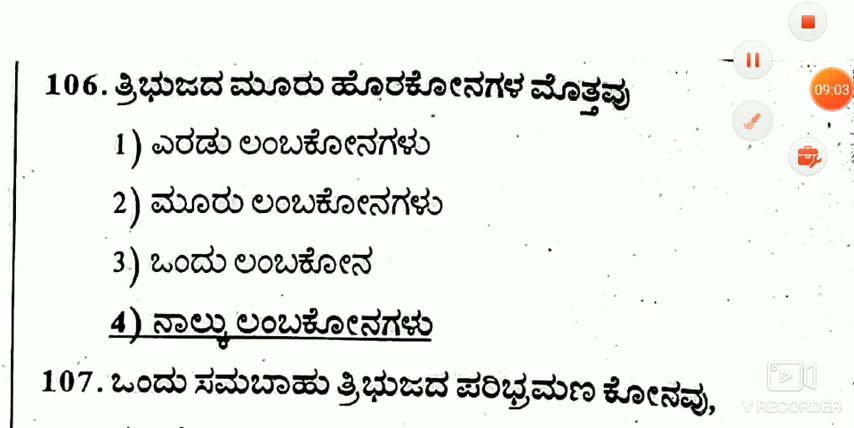 106. ತ್ರಿಭುಜದ ಮೂರು ಹೊರಕೋನಗಳ ಮೊತ್ತವು
1) ಎರಡು ಲಂಬಕೋನಗಳು
2) ಮೂರು ಲಂಬಕೋನಗಳು
3) ಒಂದು ಲಂಬಕೋನ
4) ನಾಲ್ಕು ಲಂಬಕೋನಗಳು
107. ಒಂದು ಸಮಬಾಹು ತ್ರಿಭುಜದ ಪರಿಭ್ರಮಣ ಕೋನವು,
09:03
V RECORDER